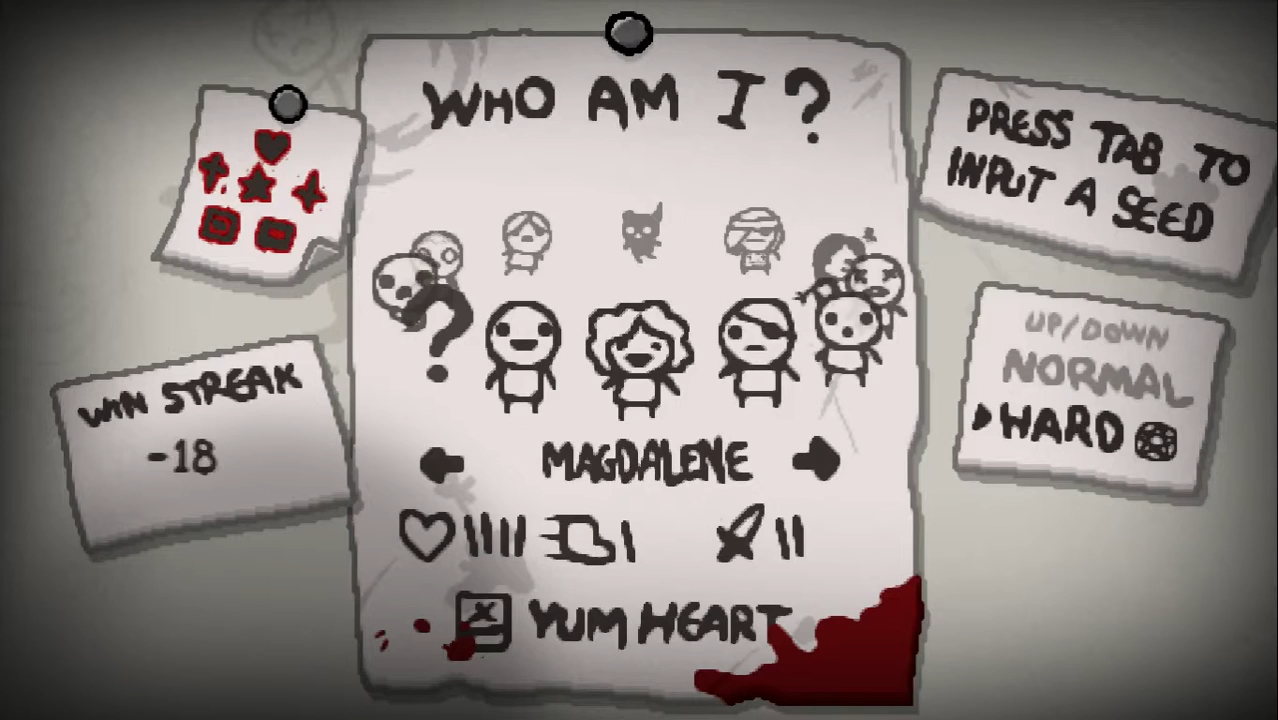 WHO AM I?
PRESS TAB TO
INPUT A SEED
WIN STREAK
-18
UP/DOWN
NORMAL
HARD
?
MAGDALENE
YUM HEART